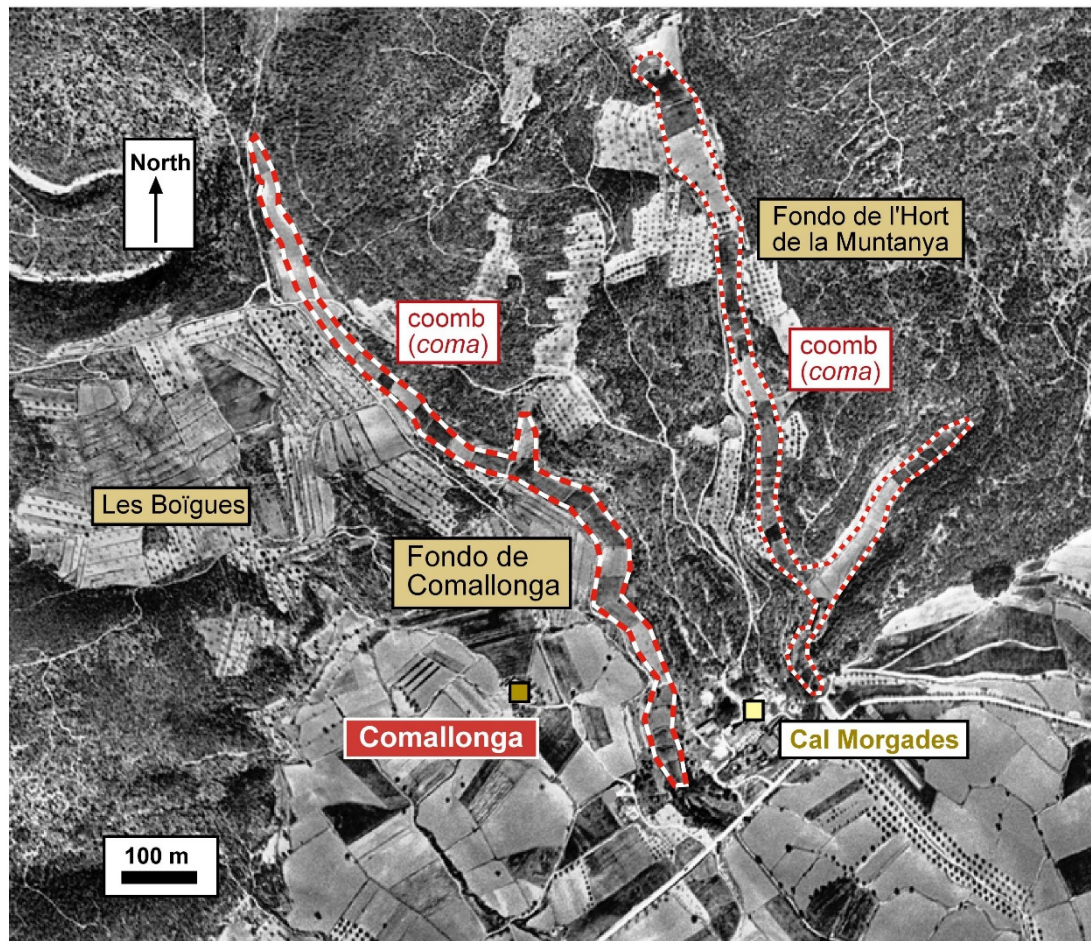 North
Fondo de l'Hort
de la Muntanya
coomb
(coma)
coomb
(coma)
Les Boïgues
Fondo de
Comallonga
Comallonga
Cal Morgades
100 m